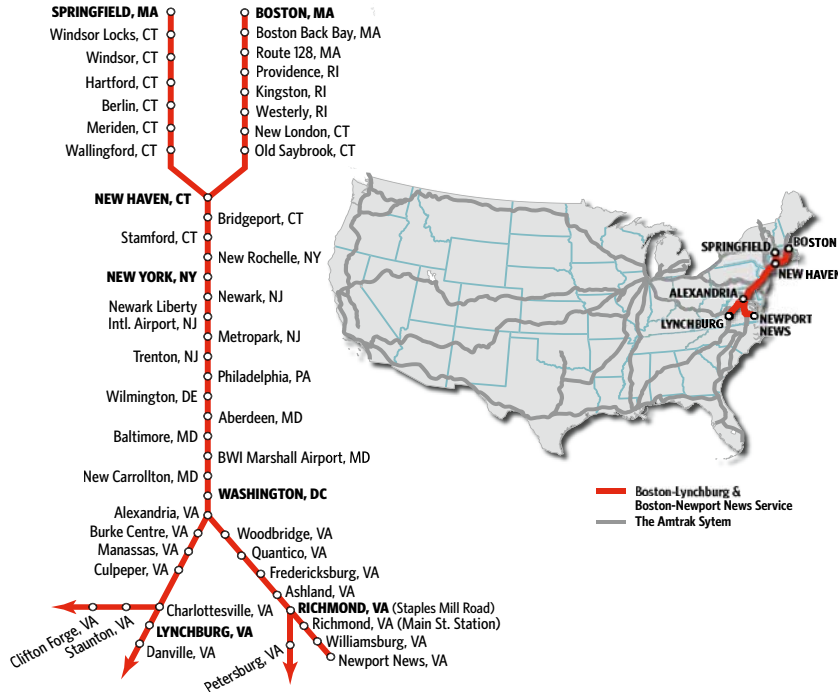 SPRINGFIELD, MA
Windsor Locks, CT
Windsor, CT
Hartford, CT
Berlin, CT
Meriden, CT
Wallingford, CT
BOSTON, MA
Boston Back Bay, MA
Route 128, MA
Providence, RI
Kingston, RI
Westerly, RI
New London, CT
Old Saybrook, CT
NEW HAVEN, CT
Bridgeport, CT
Stamford, CT
New Rochelle, NY
NEW YORK, NY
Newark, NJ
Newark Liberty
Intl. Airport, NJ
Metropark, NJ
Trenton, NJ
Philadelphia, PA
Wilmington, DE
Aberdeen, MD
Baltimore, MD
BWI Marshall Airport, MD
New Carrollton, MD
WASHINGTON, DC
Alexandria, VA
Burke Centre, VA
Manassas, VA
Culpeper, VA
Charlottesville, VA
Staunton, VA
Clifton Forge, VA
LYNCHBURG, VA
Danville, VA
Woodbridge, VA
Quantico, VA
Fredericksburg, VA
Ashland, VA
RICHMOND, VA (Staples Mill Road)
Richmond, VA (Main St. Station)
Williamsburg, VA
Newport News, VA
Petersburg, VA
SPRINGFIELD
BOSTON
NEW HAVEN
ALEXANDRIA
LYNCHBURG
NEWPORT
NEWS
Boston-Lynchburg &
Boston-Newport News Service
The Amtrak Sytem